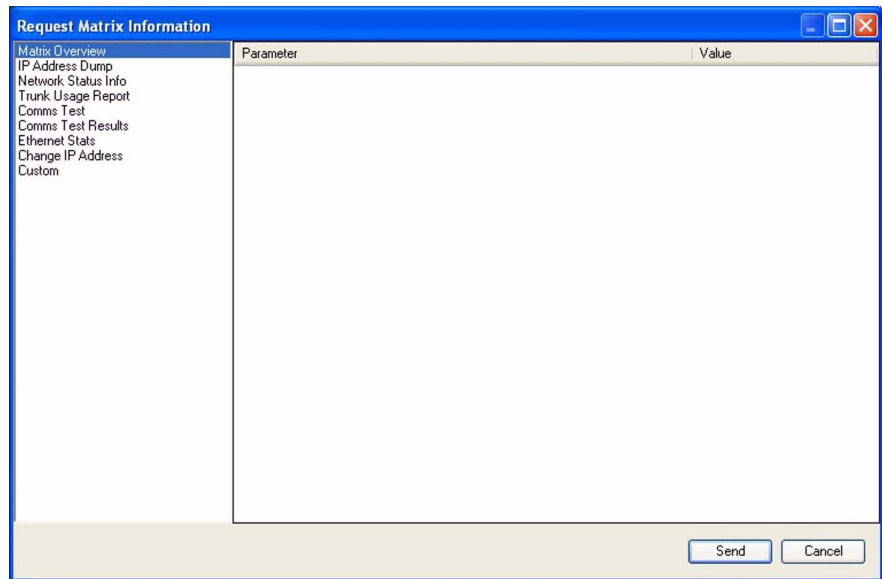 Request Matrix Information
Matrix Overview
IP Address Dump
Network Status Info
Trunk Usage Report
Comms Test
Comms Test Results
Ethernet Stats
Change IP Address
Custom
Parameter Value
Send Cancel